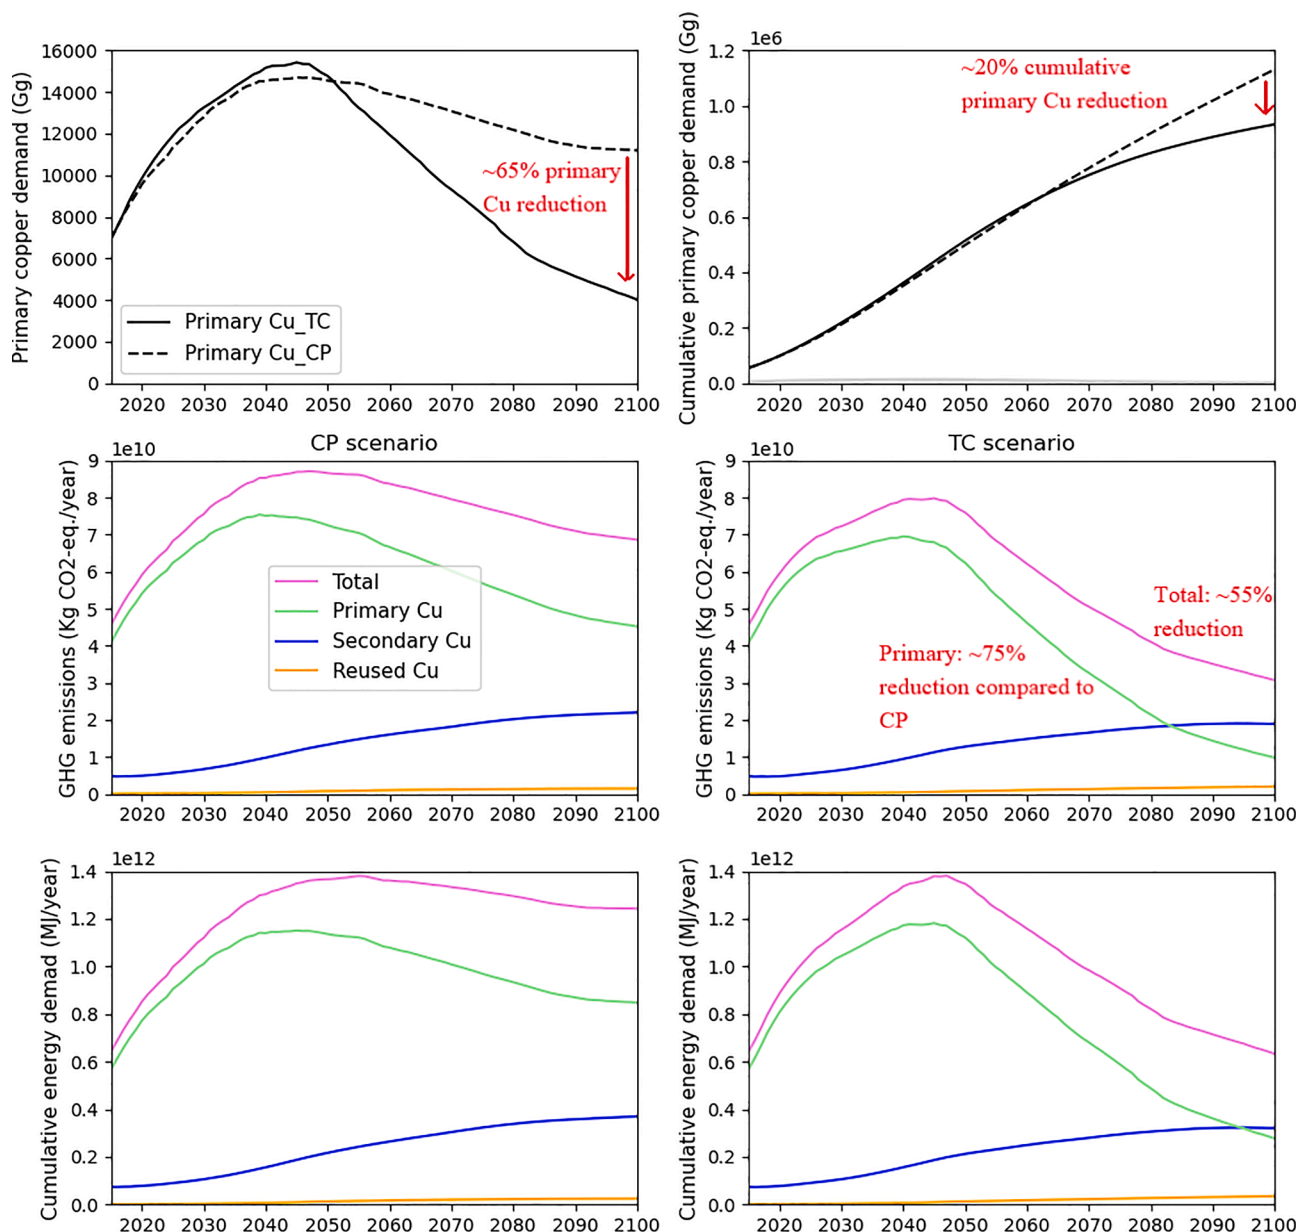 Primary copper demand (Gg)
16000
14000
12000
10000
8000
6000
4000
2000
0
~65% primary
Cu reduction
Primary Cu_TC
Primary Cu_CP
2020 2030 2040 2050 2060 2070 2080 2090 2100
Cumulative primary copper demand (Gg)
1e6
1.2
1.0
0.8
0.6
0.4
0.2
0.0
~20% cumulative
primary Cu reduction
2020 2030 2040 2050 2060 2070 2080 2090 2100
CP scenario
GHG emissions (Kg CO2-eq./year)
1e10
9
8
7
6
5
4
3
2
1
0
Total
Primary Cu
Secondary Cu
Reused Cu
2020 2030 2040 2050 2060 2070 2080 2090 2100
TC scenario
GHG emissions (Kg CO2-eq./year)
1e10
9
8
7
6
5
4
3
2
1
0
Total: ~55%
reduction
Primary: ~75%
reduction compared to
CP
2020 2030 2040 2050 2060 2070 2080 2090 2100
Cumulative energy demad (MJ/year)
1e12
1.4
1.2
1.0
0.8
0.6
0.4
0.2
0.0
2020 2030 2040 2050 2060 2070 2080 2090 2100
Cumulative energy demad (MJ/year)
1e12
1.4
1.2
1.0
0.8
0.6
0.4
0.2
0.0
2020 2030 2040 2050 2060 2070 2080 2090 2100